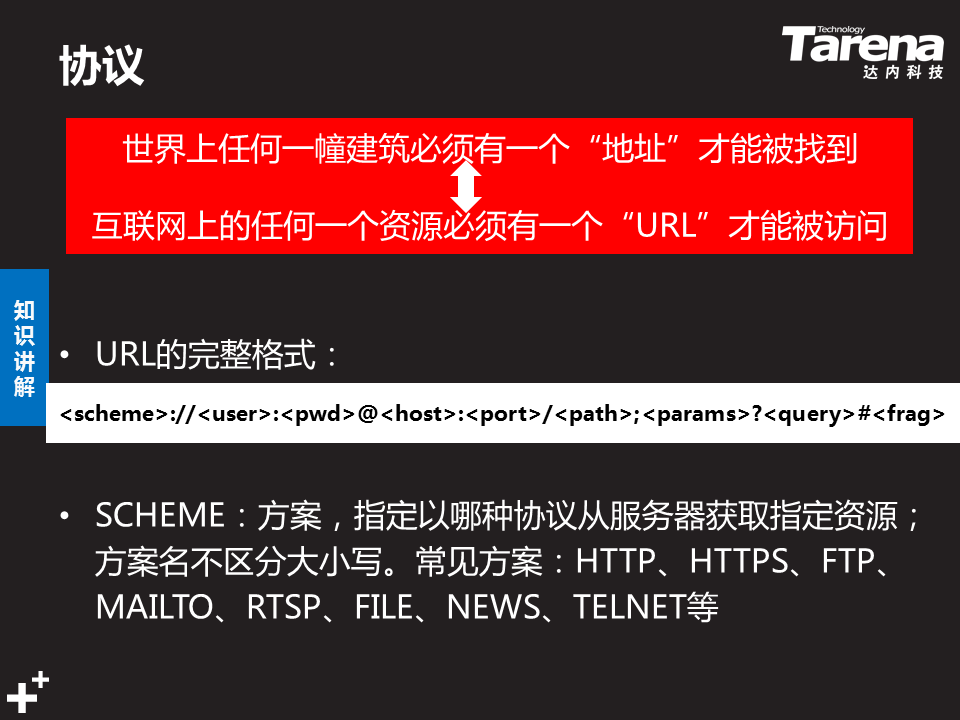 协议
Technology
Tarena
达内科技
世界上任何一幢建筑必须有一个“地址”才能被找到
互联网上的任何一个资源必须有一个“URL”才能被访问
知识讲解
• URL的完整格式：
<scheme>://<user>:<pwd>@<host>:<port>/<path>;<params>?<query>#<frag>
• SCHEME：方案，指定以哪种协议从服务器获取指定资源；
方案名不区分大小写。常见方案：HTTP、HTTPS、FTP、
MAILTO、RTSP、FILE、NEWS、TELNET等